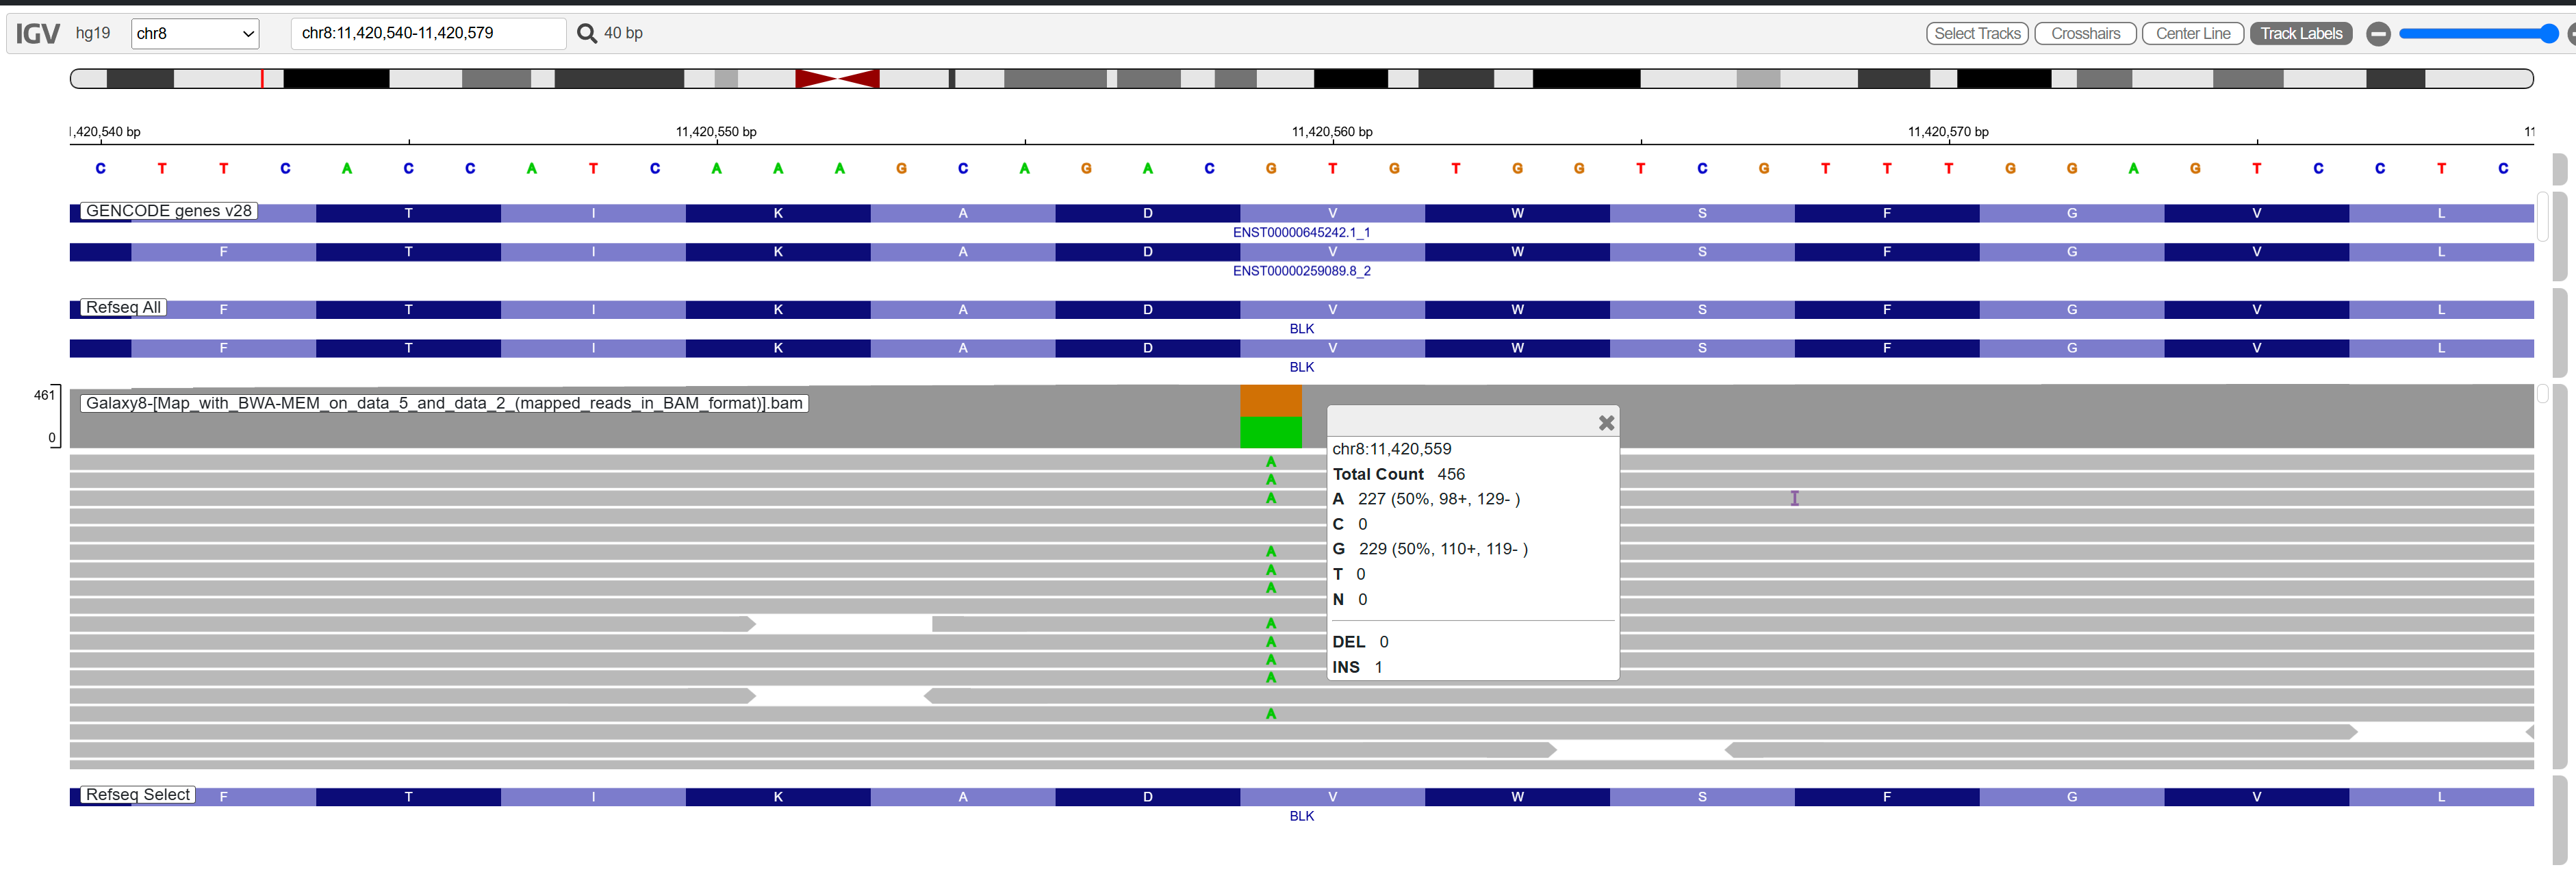 IGV hg19 chr8 chr8:11,420,540-11,420,579 40 bp Select Tracks Crosshairs Center Line Track Labels
,420,540 bp 11,420,550 bp 11,420,560 bp 11,420,570 bp 11
C T T C A C C A T C A A A G C A G A C G T G T G G T C G T T T G G A G T C C T C
GENCODE genes v28 T I K A D V W S F G V L
ENST00000645242.1_1
F T I K A D V W S F G V L
ENST00000259089.8_2
Refseq All F T I K A D V W S F G V L
BLK
F T I K A D V W S F G V L
BLK
461
Galaxy8-[Map_with_BWA-MEM_on_data_5_and_data_2_(mapped_reads_in_BAM_format)].bam
0
chr8:11,420,559
Total Count 456
A 227 (50%, 98+, 129- )
C 0
G 229 (50%, 110+, 119- )
T 0
N 0
DEL 0
INS 1
A
A
A
A
A
A
A
A
A
A
A
Refseq Select F T I K A D V W S F G V L
BLK